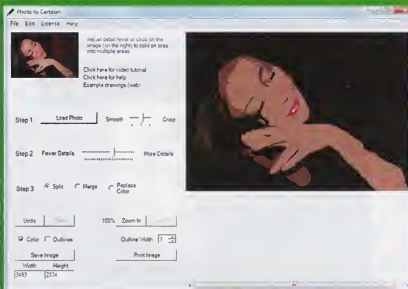 Photo to Cartoon
File Edit License Help
Adjust detail level or click on the
image (on the right) to split an area
into multiple areas
Click here for video tutorial
Click here for help
Example drawings (web)
Step 1 Load Photo Smooth Crisp
Step 2 Fewer Details More Details
Step 3 Split Merge Replace
Color
Undo 100% Zoom In
Color Outlines Outline Width 1
Save Image Print Image
Width Height